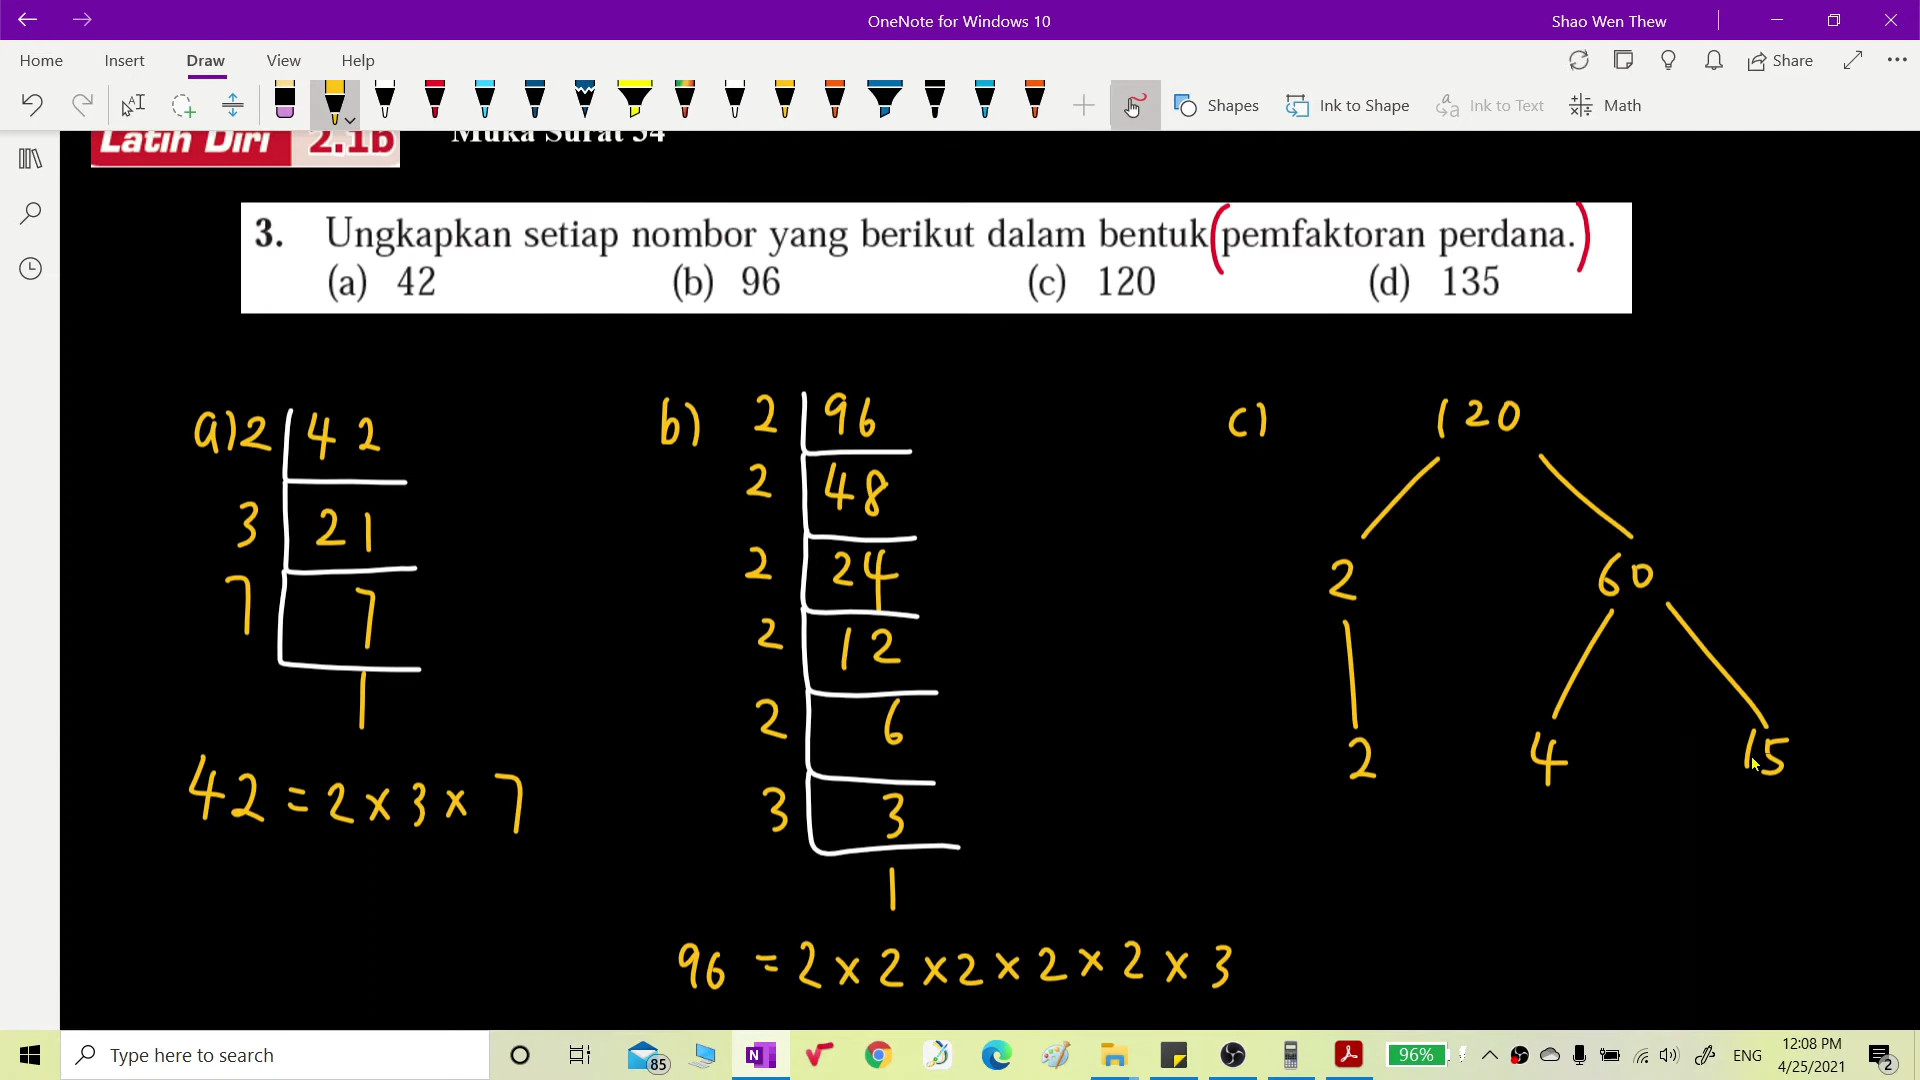 OneNote for Windows 10
Shao Wen Thew
Home Insert Draw View Help
Share
Shapes Ink to Shape Ink to Text Math
Latih Diri 2.1b Muka Surat 34
3. Ungkapkan setiap nombor yang berikut dalam bentuk (pemfaktoran perdana.)
(a) 42 (b) 96 (c) 120 (d) 135
a) 2 42
3 21
7 7
1
42 = 2 × 3 × 7
b) 2 96
2 48
2 24
2 12
2 6
3 3
1
96 = 2 × 2 × 2 × 2 × 2 × 3
c) 120
2 60
2 4 15
Type here to search
85
96%
ENG
12:08 PM
4/25/2021
2